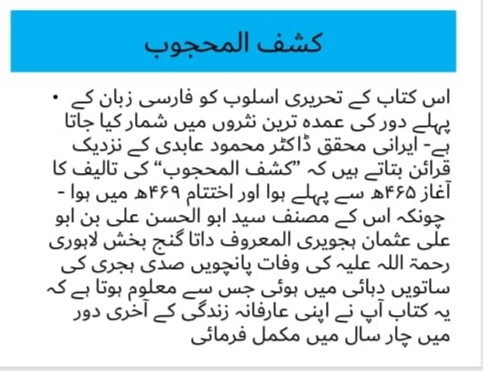 کشف المحجوب
• اس کتاب کے تحریری اسلوب کو فارسی زبان کے
پہلے دور کی عمدہ ترین نثروں میں شمار کیا جاتا
ہے- ایرانی محقق ڈاکٹر محمود عابدی کے نزدیک
قرائن بتاتے ہیں کہ ”کشف المحجوب“ کی تالیف کا
آغاز ۴۶۵ھ سے پہلے ہوا اور اختتام ۴۶۹ھ میں ہوا -
چونکہ اس کے مصنف سید ابو الحسن علی بن ابو
علی عثمان ہجویری المعروف داتا گنج بخش لاہوری
رحمۃ اللہ علیہ کی وفات پانچویں صدی ہجری کی
ساتویں دہائی میں ہوئی جس سے معلوم ہوتا ہے کہ
یہ کتاب آپ نے اپنی عارفانہ زندگی کے آخری دور
میں چار سال میں مکمل فرمائی